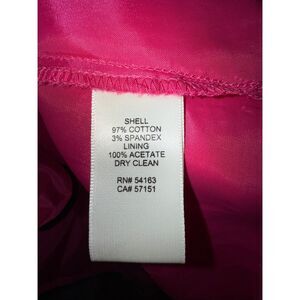 SHELL
97% COTTON
3% SPANDEX
LINING
100% ACETATE
DRY CLEAN
RN# 54163
CA# 57151